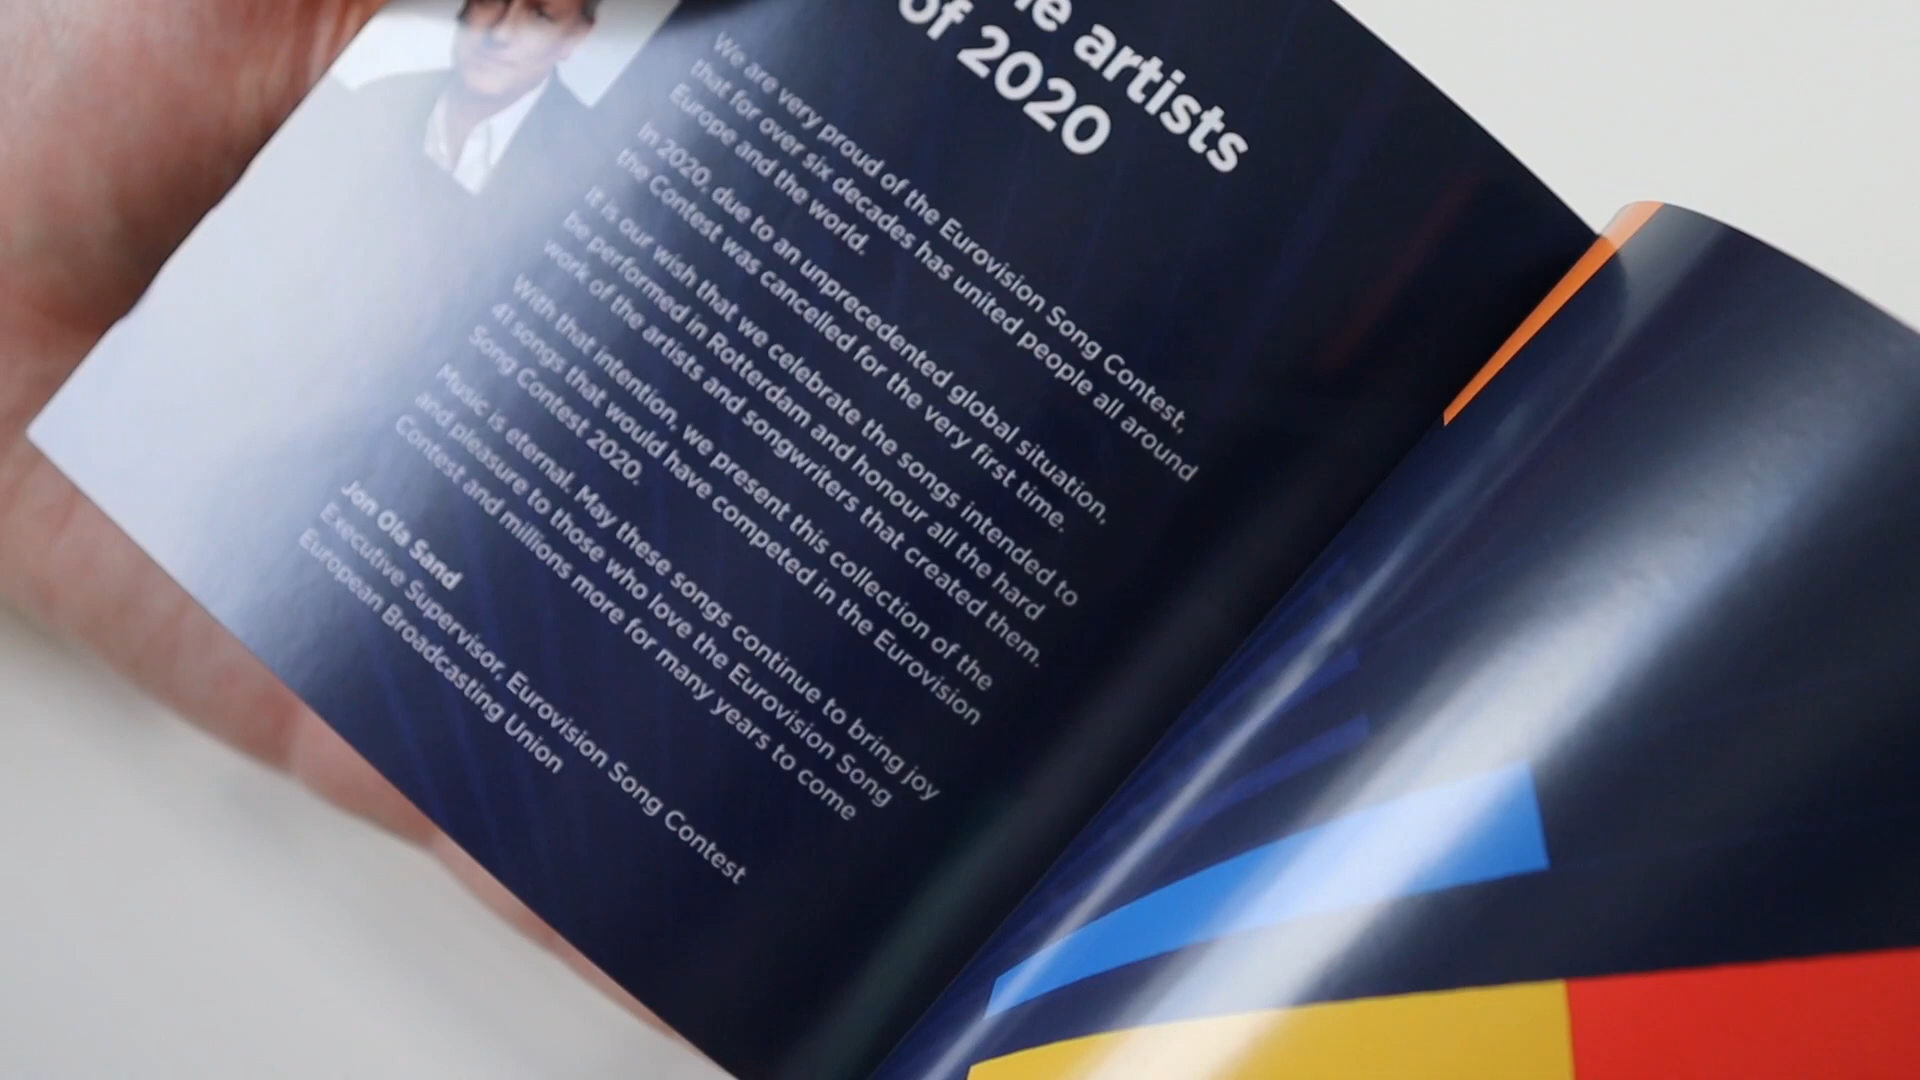 artists
of 2020
We are very proud of the Eurovision Song Contest,
that for over six decades has united people all around
Europe and the world.
In 2020, due to an unprecedented global situation,
the Contest was cancelled for the very first time.
It is our wish that we celebrate the songs intended to
be performed in Rotterdam and honour all the hard
work of the artists and songwriters that created them.
With that intention, we present this collection of the
41 songs that would have competed in the Eurovision
Song Contest 2020.
Music is eternal. May these songs continue to bring joy
and pleasure to those who love the Eurovision Song
Contest and millions more for many years to come
Jon Ola Sand
Executive Supervisor, Eurovision Song Contest
European Broadcasting Union